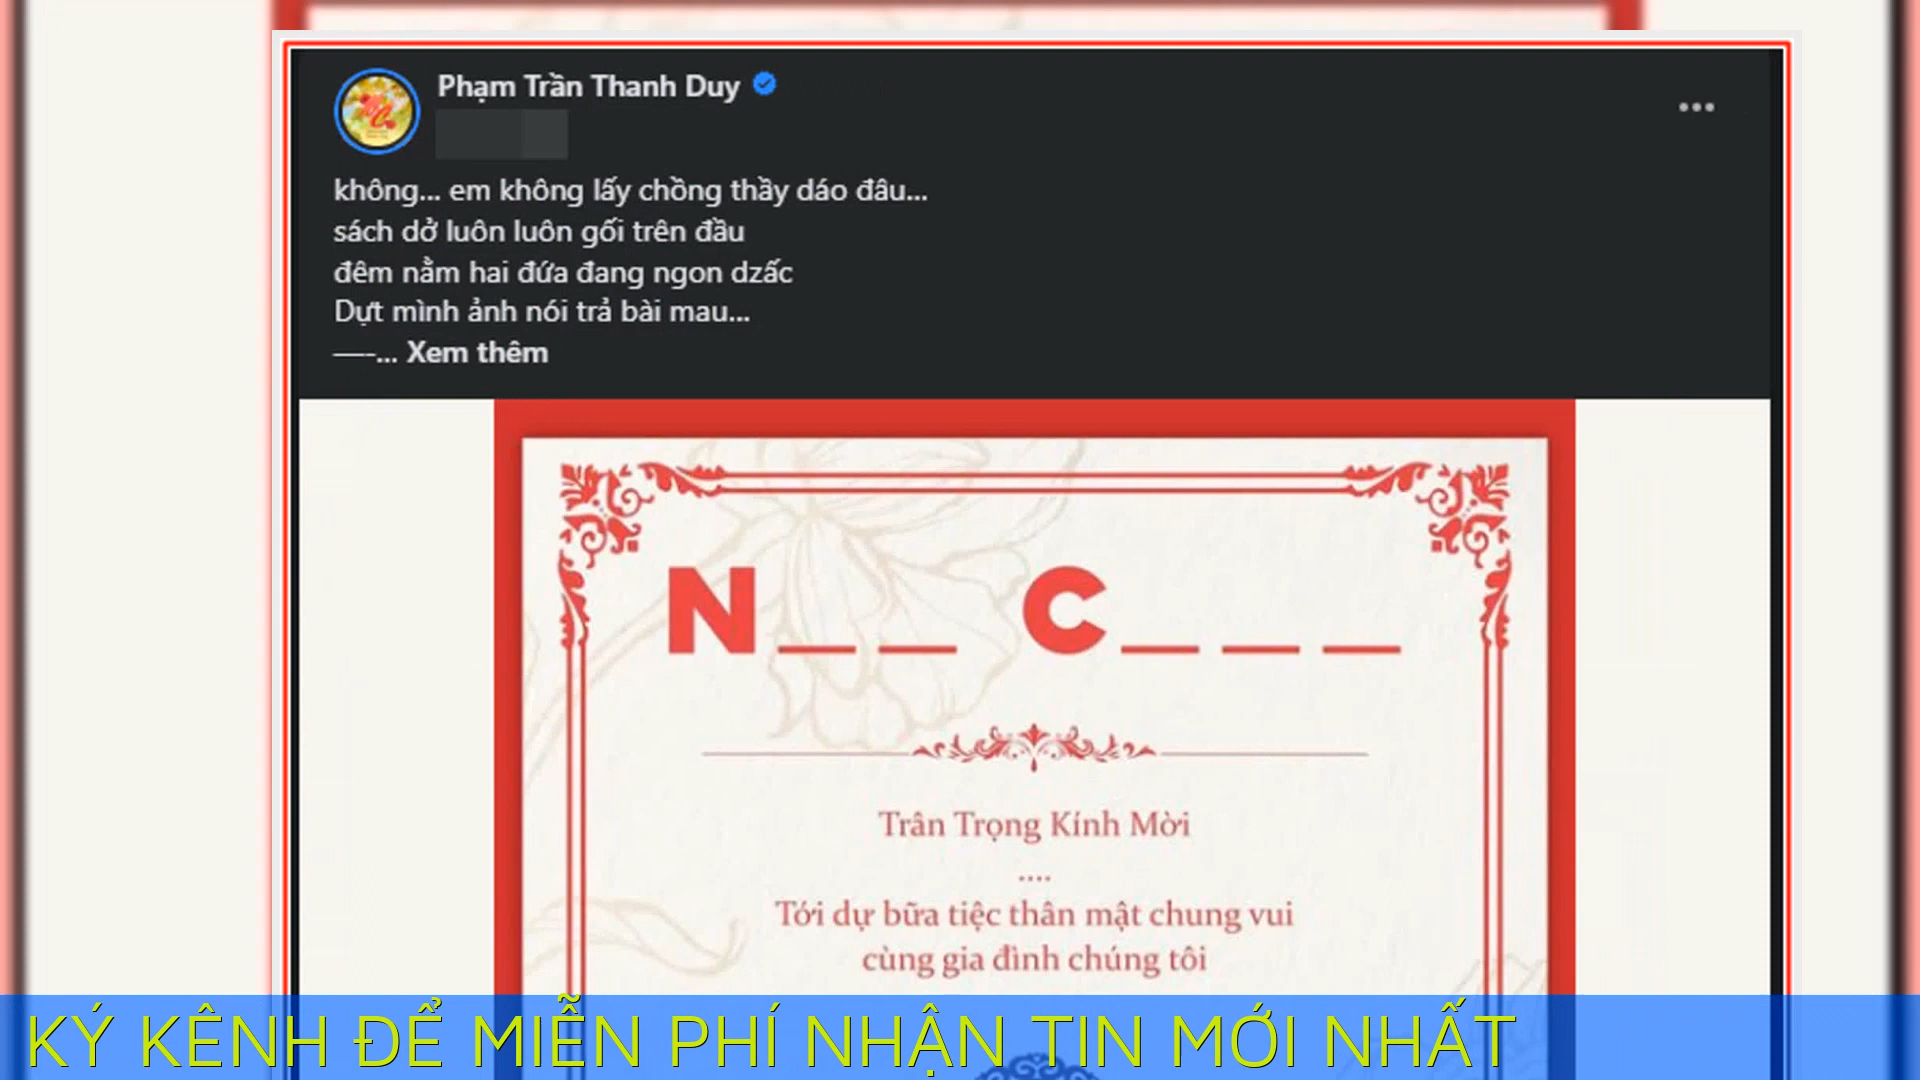 Phạm Trần Thanh Duy
không... em không lấy chồng thầy dáo đâu...
sách dở luôn luôn gối trên đầu
đêm nằm hai đứa đang ngon dzấc
Dựt mình ảnh nói trả bài mau...
—-... Xem thêm
N_ _ C_ _ _
Trân Trọng Kính Mời
....
Tới dự bữa tiệc thân mật chung vui
cùng gia đình chúng tôi
KÝ KÊNH ĐỂ MIỄN PHÍ NHẬN TIN MỚI NHẤT